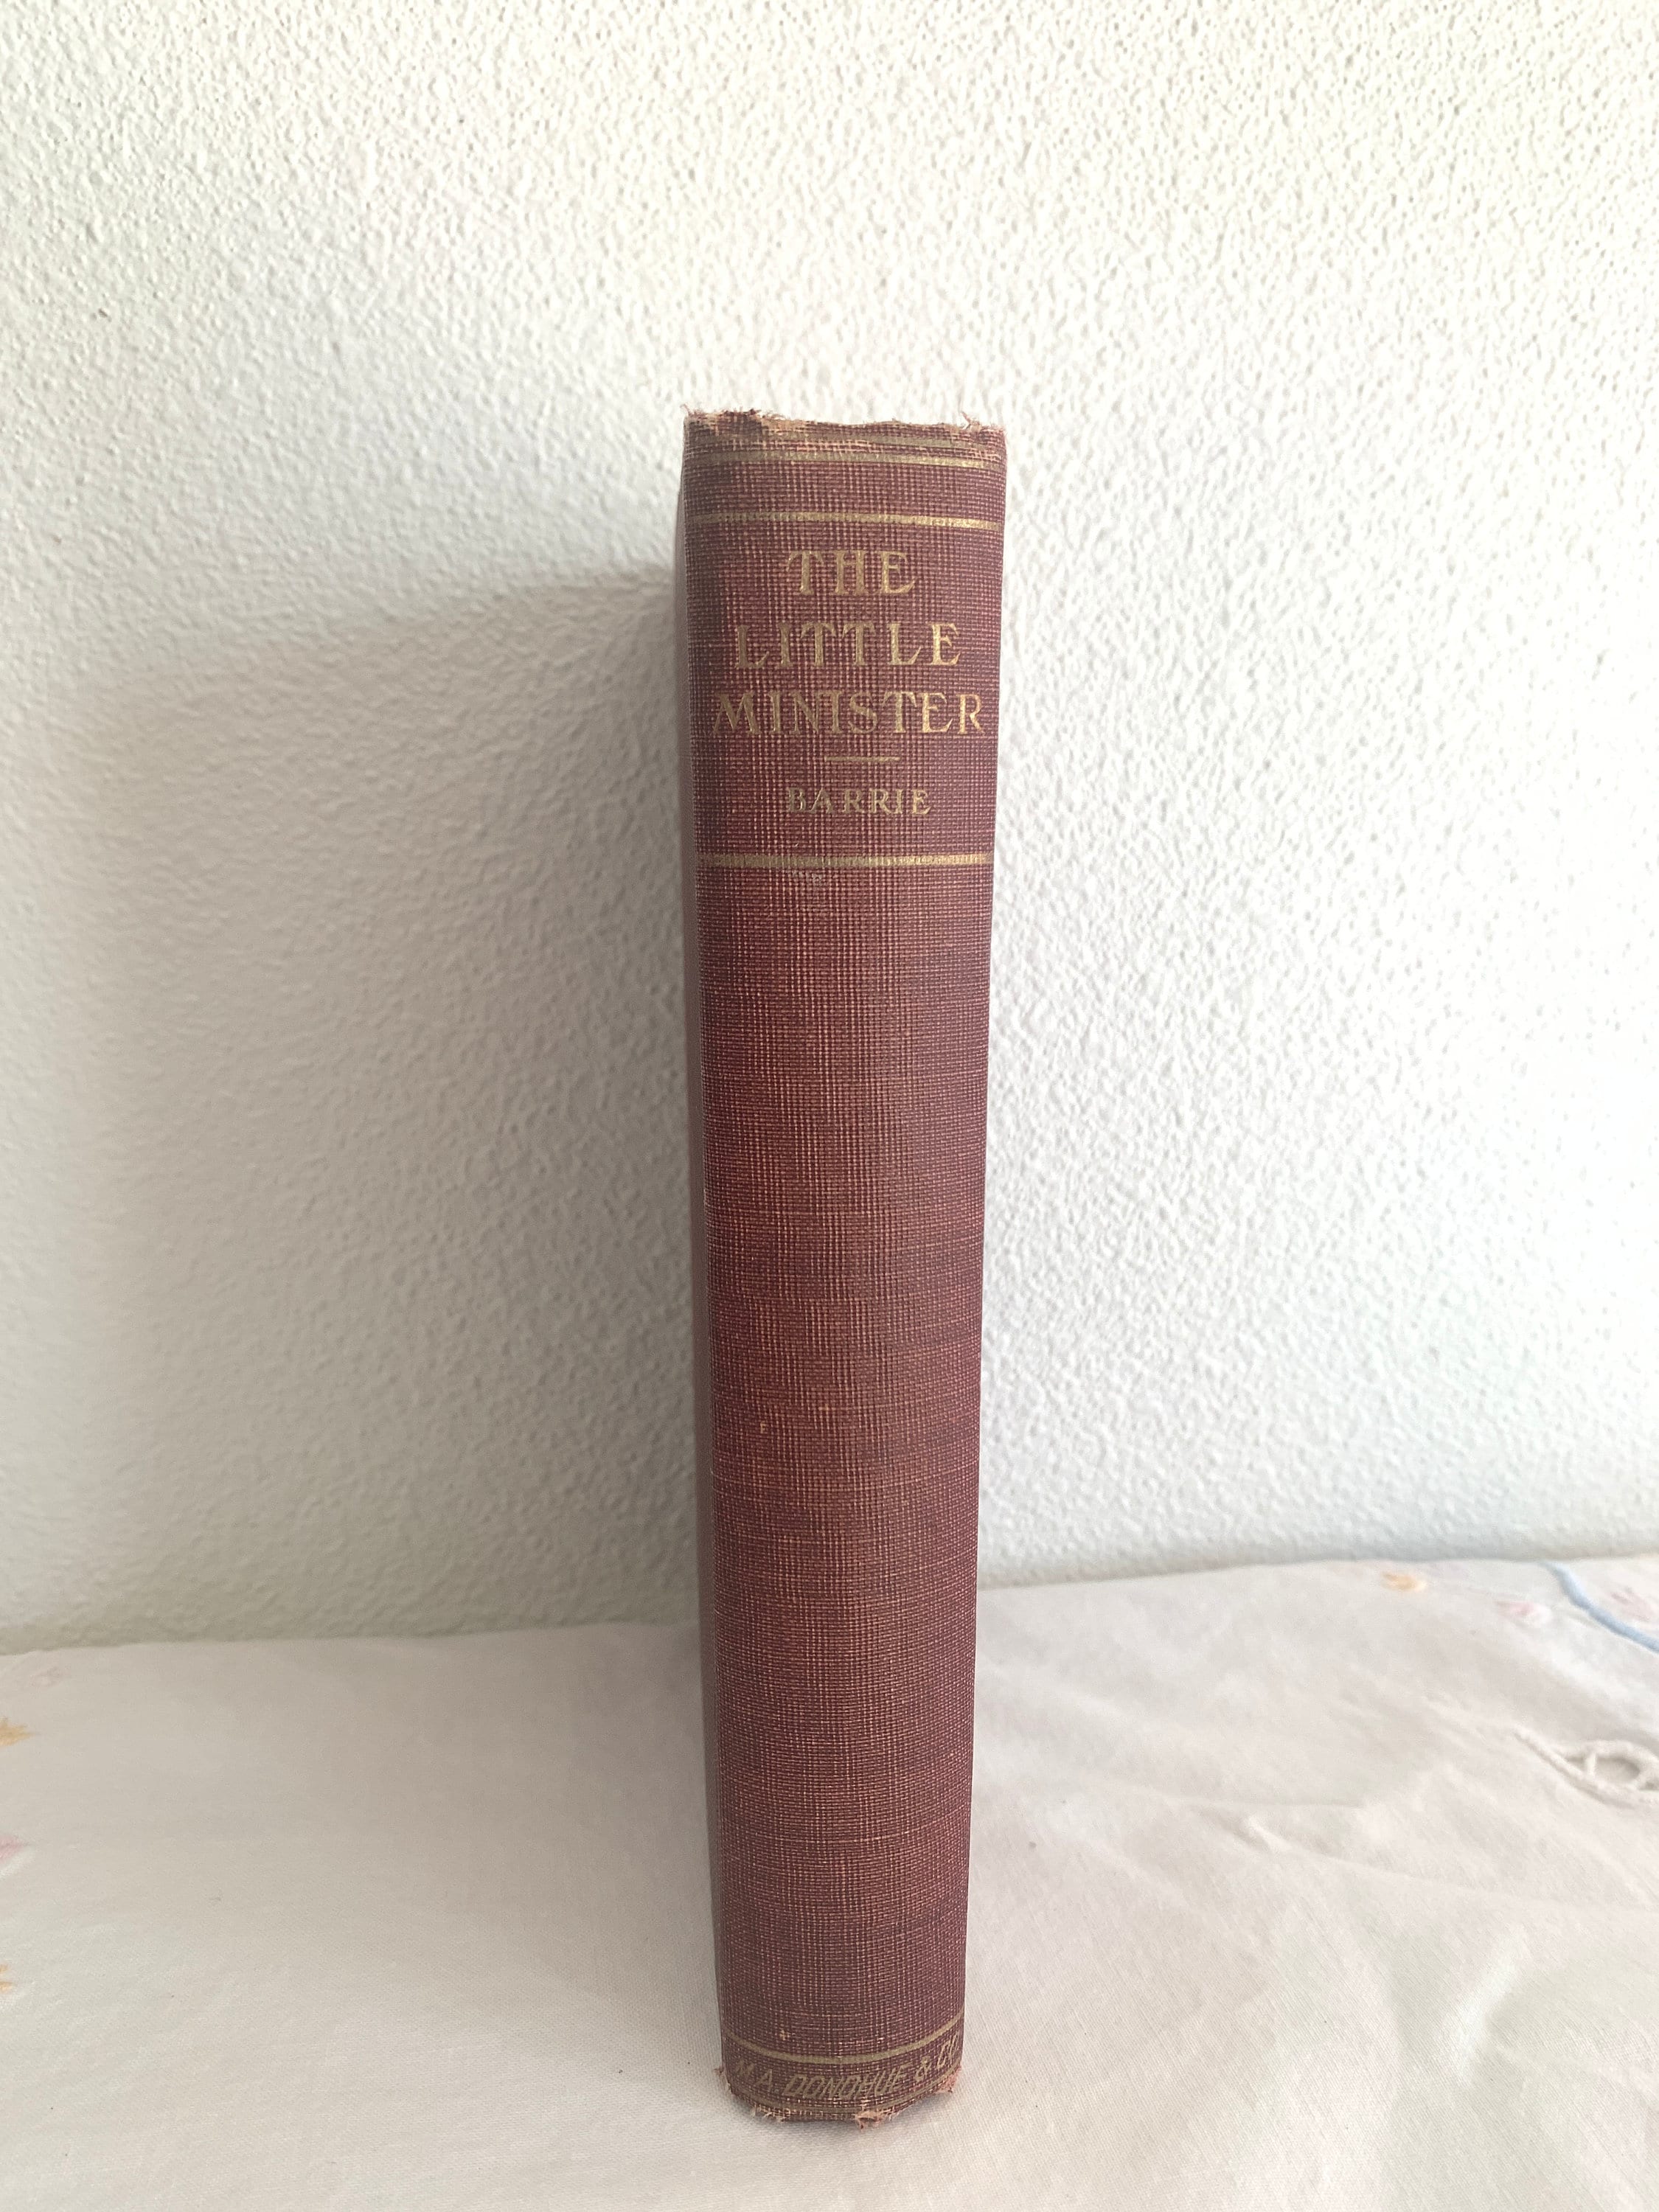 THE
LITTLE
MINISTER
BARRIE
M.A. DONOHUE & CO.